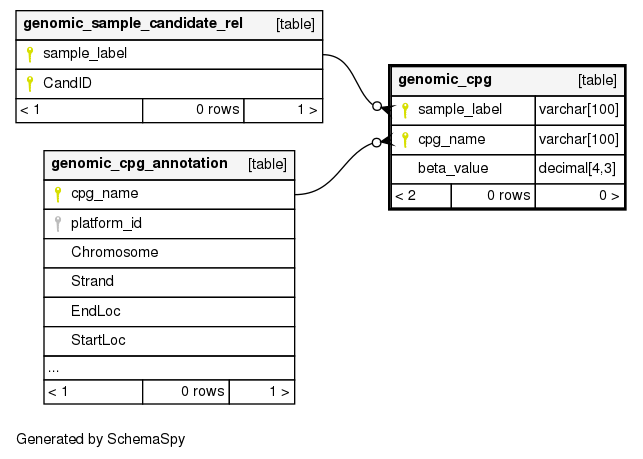 genomic_sample_candidate_rel [table]
sample_label
CandID
< 1 0 rows 1 >
genomic_cpg [table]
sample_label varchar[100]
cpg_name varchar[100]
beta_value decimal[4,3]
< 2 0 rows 0 >
genomic_cpg_annotation [table]
cpg_name
platform_id
Chromosome
Strand
EndLoc
StartLoc
...
< 1 0 rows 1 >
Generated by SchemaSpy